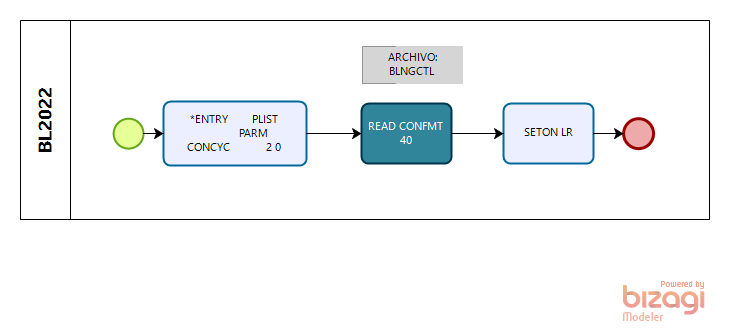 BL2022
*ENTRY PLIST
PARM
CONCYC 2 0
ARCHIVO:
BLNGCTL
READ CONFMT
40
SETON LR
Powered by
bizagi
Modeler